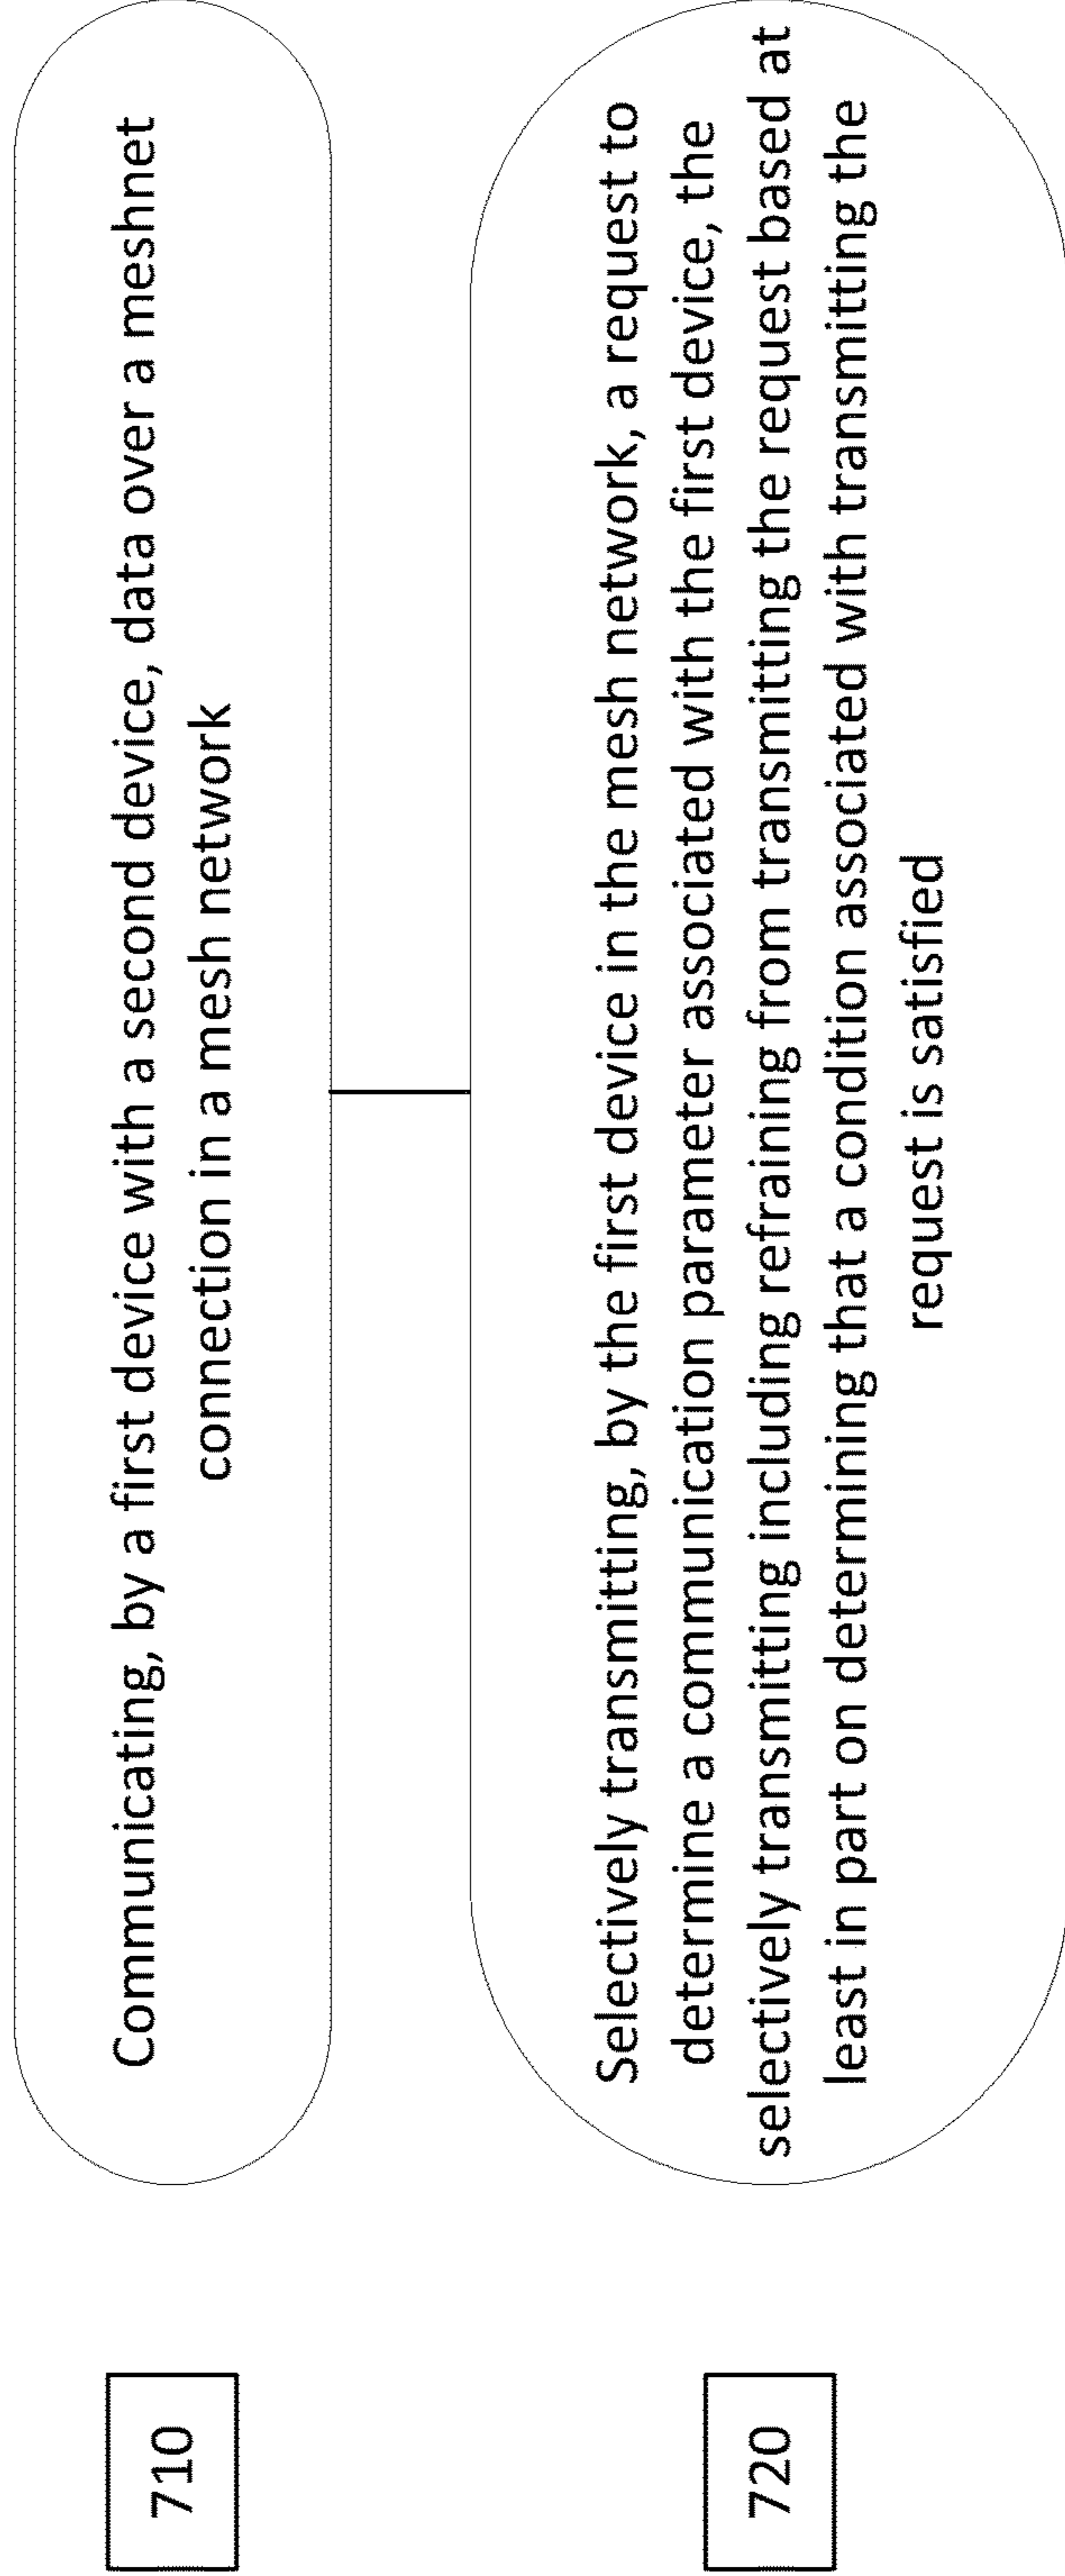 710
Communicating, by a first device with a second device, data over a meshnet
connection in a mesh network
720
Selectively transmitting, by the first device in the mesh network, a request to
determine a communication parameter associated with the first device, the
selectively transmitting including refraining from transmitting the request based at
least in part on determining that a condition associated with transmitting the
request is satisfied